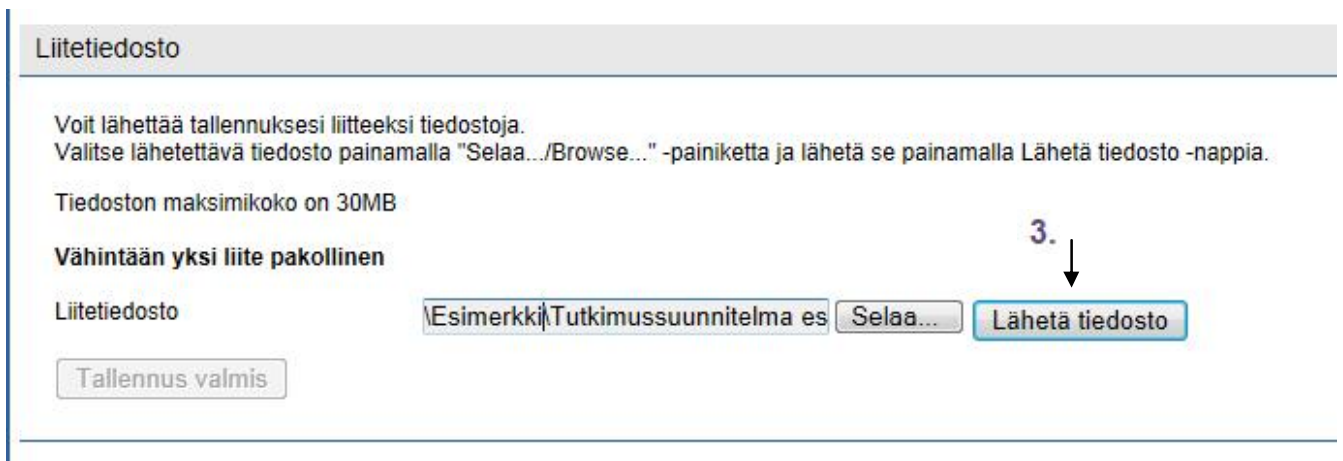 Liitetiedosto
Voit lähettää tallennuksesi liitteeksi tiedostoja.
Valitse lähetettävä tiedosto painamalla "Selaa.../Browse..." -painiketta ja lähetä se painamalla Lähetä tiedosto -nappia.
Tiedoston maksimikoko on 30MB
3.
Vähintään yksi liite pakollinen
Liitetiedosto \Esimerkki\Tutkimussuunnitelma es Selaa... Lähetä tiedosto
Tallennus valmis